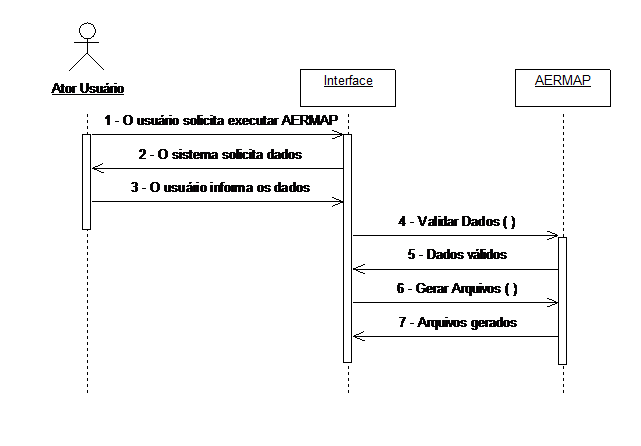 Ator Usuário
Interface
AERMAP
1 - O usuário solicita executar AERMAP
2 - O sistema solicita dados
3 - O usuário informa os dados
4 - Validar Dados ( )
5 - Dados válidos
6 - Gerar Arquivos ( )
7 - Arquivos gerados